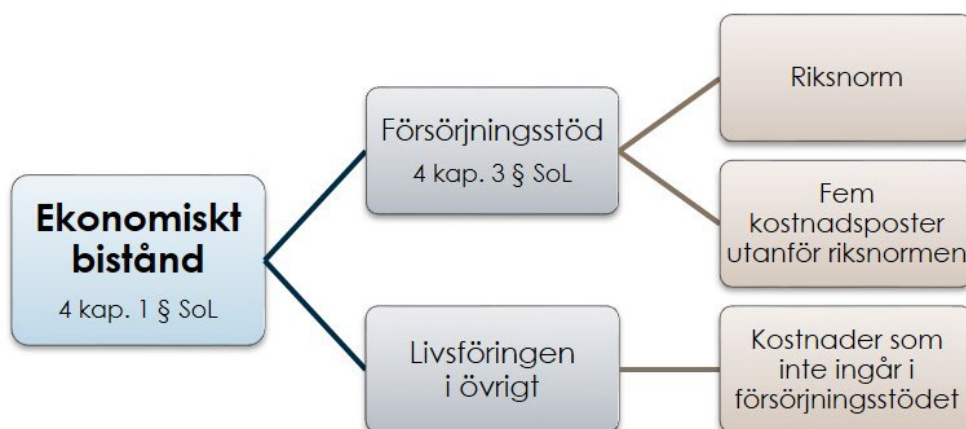 Ekonomiskt
bistånd
4 kap. 1 § SoL
Försörjningsstöd
4 kap. 3 § SoL
Riksnorm
Fem
kostnadsposter
utanför riksnormen
Livsföringen
i övrigt
Kostnader som
inte ingår i
försörjningsstödet